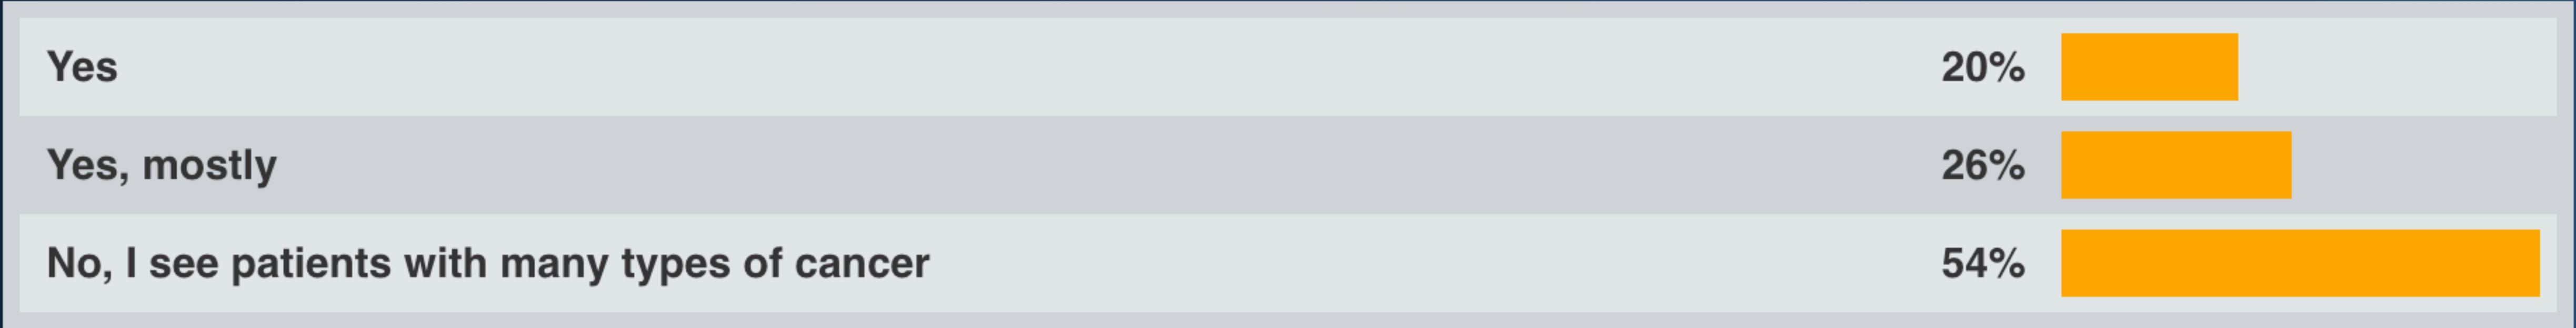 Yes 20%
Yes, mostly 26%
No, I see patients with many types of cancer 54%